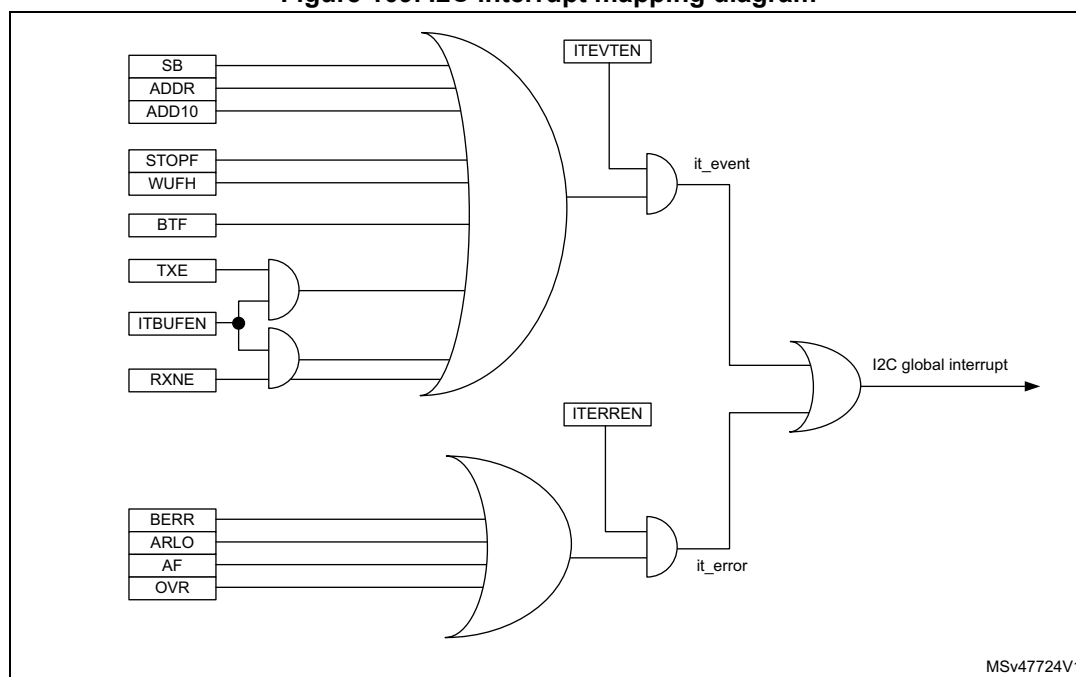 ITEVTEN
SB
ADDR
ADD10
STOPF
WUFH
it_event
BTF
TXE
ITBUFEN
RXNE
I2C global interrupt
ITERREN
BERR
ARLO
AF
OVR
it_error
MSv47724V1